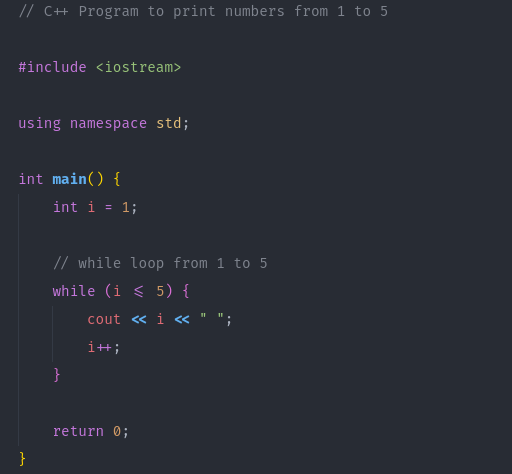 // C++ Program to print numbers from 1 to 5
#include <iostream>
using namespace std;
int main() {
    int i = 1;
    // while loop from 1 to 5
    while (i <= 5) {
        cout << i << " ";
        i++;
    }
    return 0;
}